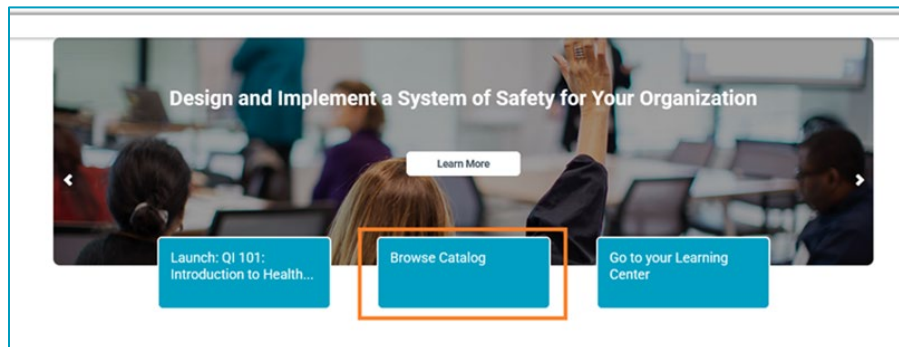 Design and Implement a System of Safety for Your Organization
Learn More
Launch: QI 101:
Introduction to Health...
Browse Catalog
Go to your Learning
Center